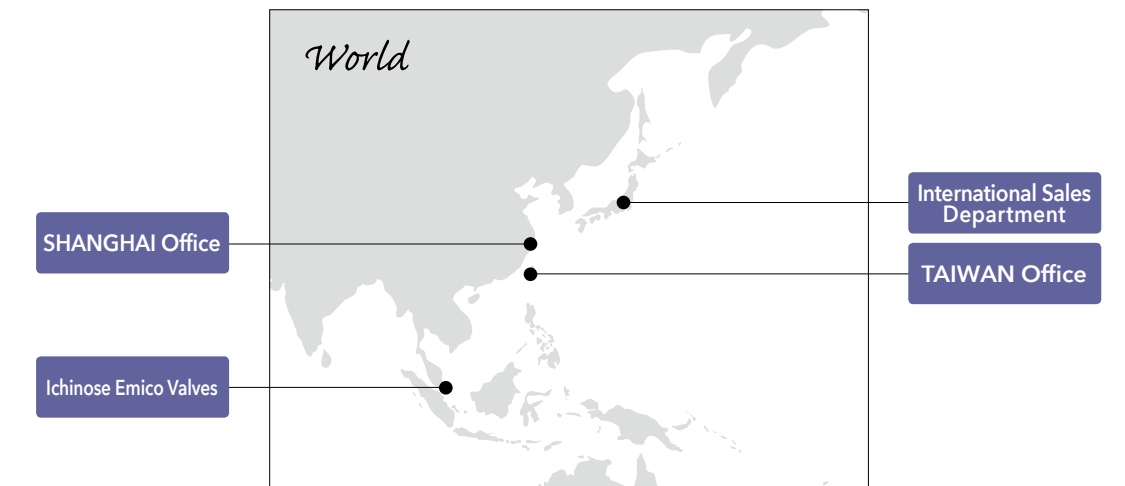 World
SHANGHAI Office
Ichinose Emico Valves
International Sales
Department
TAIWAN Office